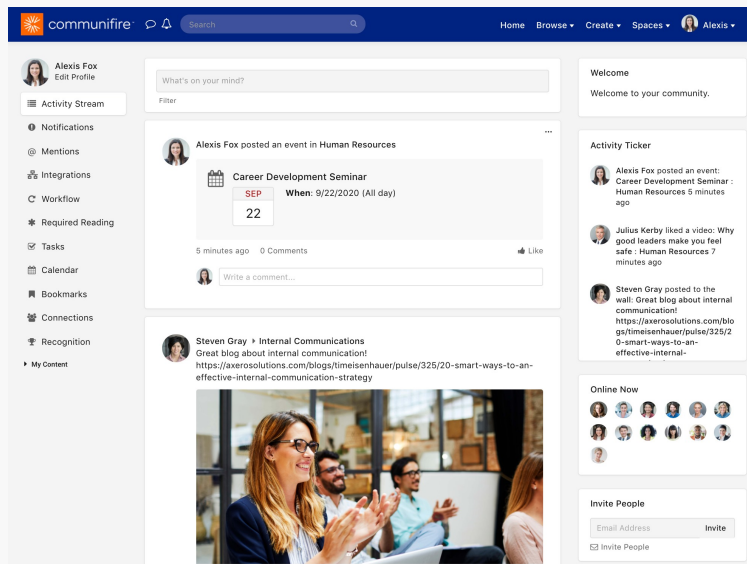 communifire
Search
Home Browse Create Spaces Alexis
Alexis Fox
Edit Profile
Activity Stream
Notifications
Mentions
Integrations
Workflow
Required Reading
Tasks
Calendar
Bookmarks
Connections
Recognition
My Content
What's on your mind?
Filter
Alexis Fox posted an event in Human Resources
Career Development Seminar
SEP
22
When: 9/22/2020 (All day)
5 minutes ago 0 Comments Like
Write a comment...
Steven Gray Internal Communications
Great blog about internal communication!
https://axerosolutions.com/blogs/timeisenhauer/pulse/325/20-smart-ways-to-an-
effective-internal-communication-strategy
Welcome
Welcome to your community.
Activity Ticker
Alexis Fox posted an event:
Career Development Seminar :
Human Resources 5 minutes
ago
Julius Kerby liked a video: Why
good leaders make you feel
safe : Human Resources 7
minutes ago
Steven Gray posted to the
wall: Great blog about internal
communication!
https://axerosolutions.com/blo
gs/timeisenhauer/pulse/325/2
0-smart-ways-to-an-
effective-internal-
Online Now
Invite People
Email Address Invite
Invite People